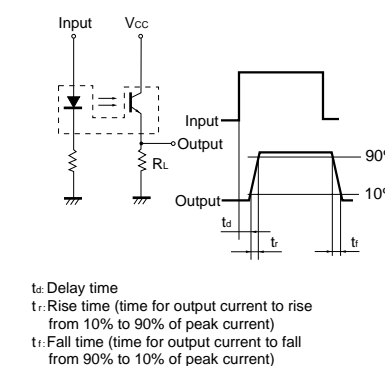 Input Vcc
Input
Output
RL
90%
Output
10%
td
tr
tf
td: Delay time
tr: Rise time (time for output current to rise
from 10% to 90% of peak current)
tf: Fall time (time for output current to fall
from 90% to 10% of peak current)